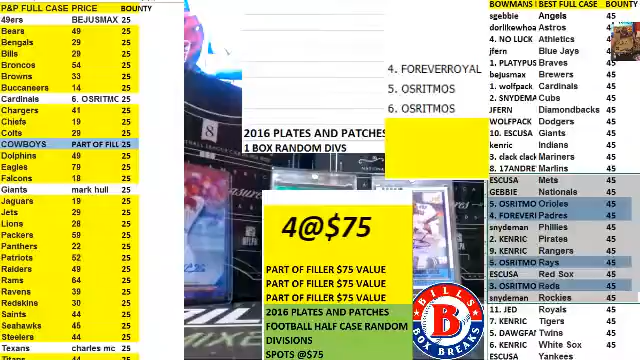 P&P FULL CASE PRICE BOUNTY
49ers BEJUSMAX 25
Bears 49 25
Bengals 29 25
Bills 29 25
Broncos 54 25
Browns 33 25
Buccaneers 14 25
Cardinals 6. OSRITMO 25
Chargers 41 25
Chiefs 19 25
Colts 29 25
COWBOYS PART OF FILL 25
Dolphins 49 25
Eagles 79 25
Falcons 18 25
Giants mark hull 25
Jaguars 19 25
Jets 29 25
Lions 28 25
Packers 59 25
Panthers 22 25
Patriots 52 25
Raiders 49 25
Rams 64 25
Ravens 39 25
Redskins 30 25
Saints 44 25
Seahawks 45 25
Steelers 44 25
Texans charles mc 25
Titans 44 25
4. FOREVERROYAL
5. OSRITMOS
6. OSRITMOS
2016 PLATES AND PATCHES
1 BOX RANDOM DIVS
8
4@$75
PART OF FILLER $75 VALUE
PART OF FILLER $75 VALUE
PART OF FILLER $75 VALUE
2016 PLATES AND PATCHES
FOOTBALL HALF CASE RANDOM
DIVISIONS
SPOTS @$75
BILLS
B
BOX BREAKS
BOWMANS BEST FULL CASE BOUNTY
sgebbie Angels 45
dorilkewhoa Astros 45
4. NO LUCK Athletics 45
jfern Blue Jays 45
1. PLATYPUS Braves 45
bejusmax Brewers 45
1. wolfpack Cardinals 45
2. SNYDEMA Cubs 45
JFERN Diamondbacks 45
WOLFPACK Dodgers 45
10. ESCUSA Giants 45
kenric Indians 45
3. clack clack Mariners 45
8. 17ANDRE Marlins 45
ESCUSA Mets 45
GEBBIE Nationals 45
5. OSRITMO Orioles 45
4. FOREVERI Padres 45
snydeman Phillies 45
2. KENRIC Pirates 45
9. KENRIC Rangers 45
5. OSRITMO Rays 45
ESCUSA Red Sox 45
3. OSRITMO Reds 45
snydeman Rockies 45
11. JED Royals 45
7. KENRIC Tigers 45
5. DAWGFA Twins 45
6. KENRIC White Sox 45
ESCUSA Yankees 45